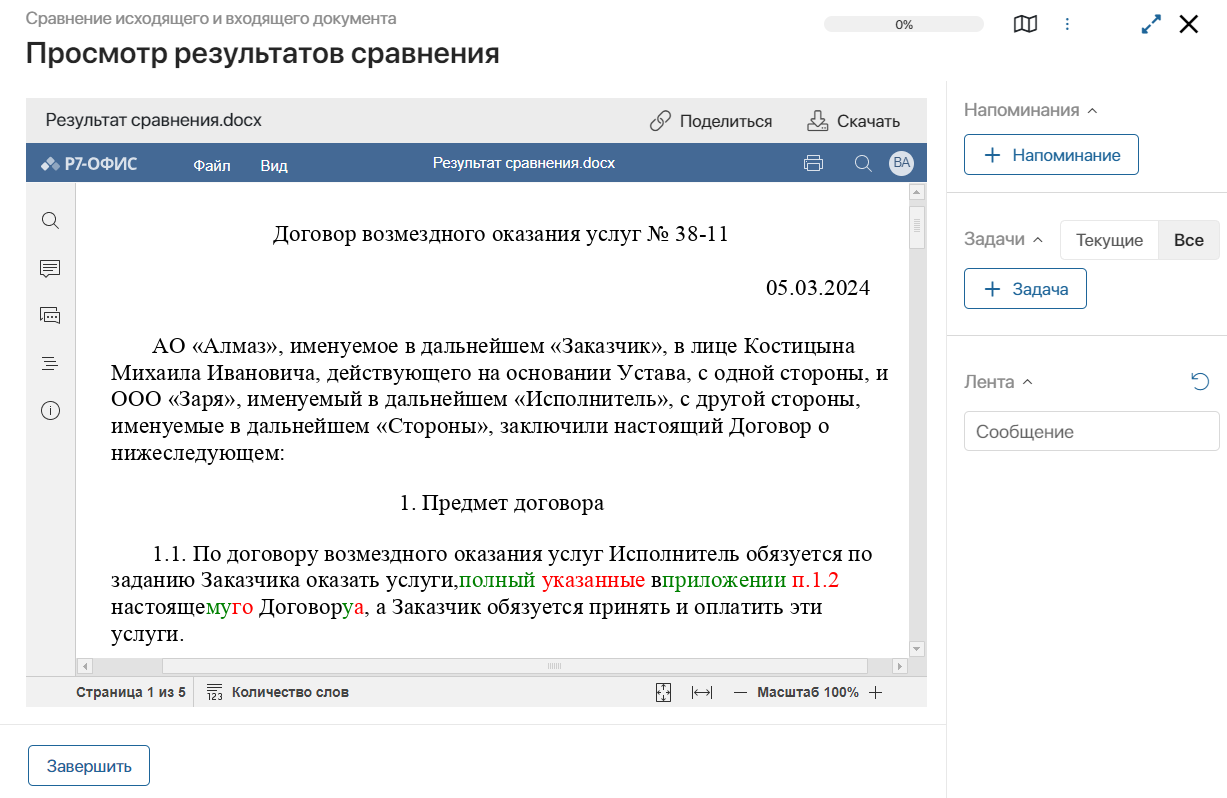 Сравнение исходящего и входящего документа
0%
Просмотр результатов сравнения
Результат сравнения.docx
Поделиться
Скачать
Р7-ОФИС
Файл
Вид
Результат сравнения.docx
ВА
Договор возмездного оказания услуг № 38-11
05.03.2024
АО «Алмаз», именуемое в дальнейшем «Заказчик», в лице Костицына
Михаила Ивановича, действующего на основании Устава, с одной стороны, и
ООО «Заря», именуемый в дальнейшем «Исполнитель», с другой стороны,
именуемые в дальнейшем «Стороны», заключили настоящий Договор о
нижеследующем:
1. Предмет договора
1.1. По договору возмездного оказания услуг Исполнитель обязуется по
заданию Заказчика оказать услуги,полный указанные вприложении п.1.2
настоящемуго Договоруа, а Заказчик обязуется принять и оплатить эти
услуги.
Страница 1 из 5
123
Количество слов
Масштаб 100%
Завершить
Напоминания
Напоминание
Задачи
Текущие
Все
Задача
Лента
Сообщение